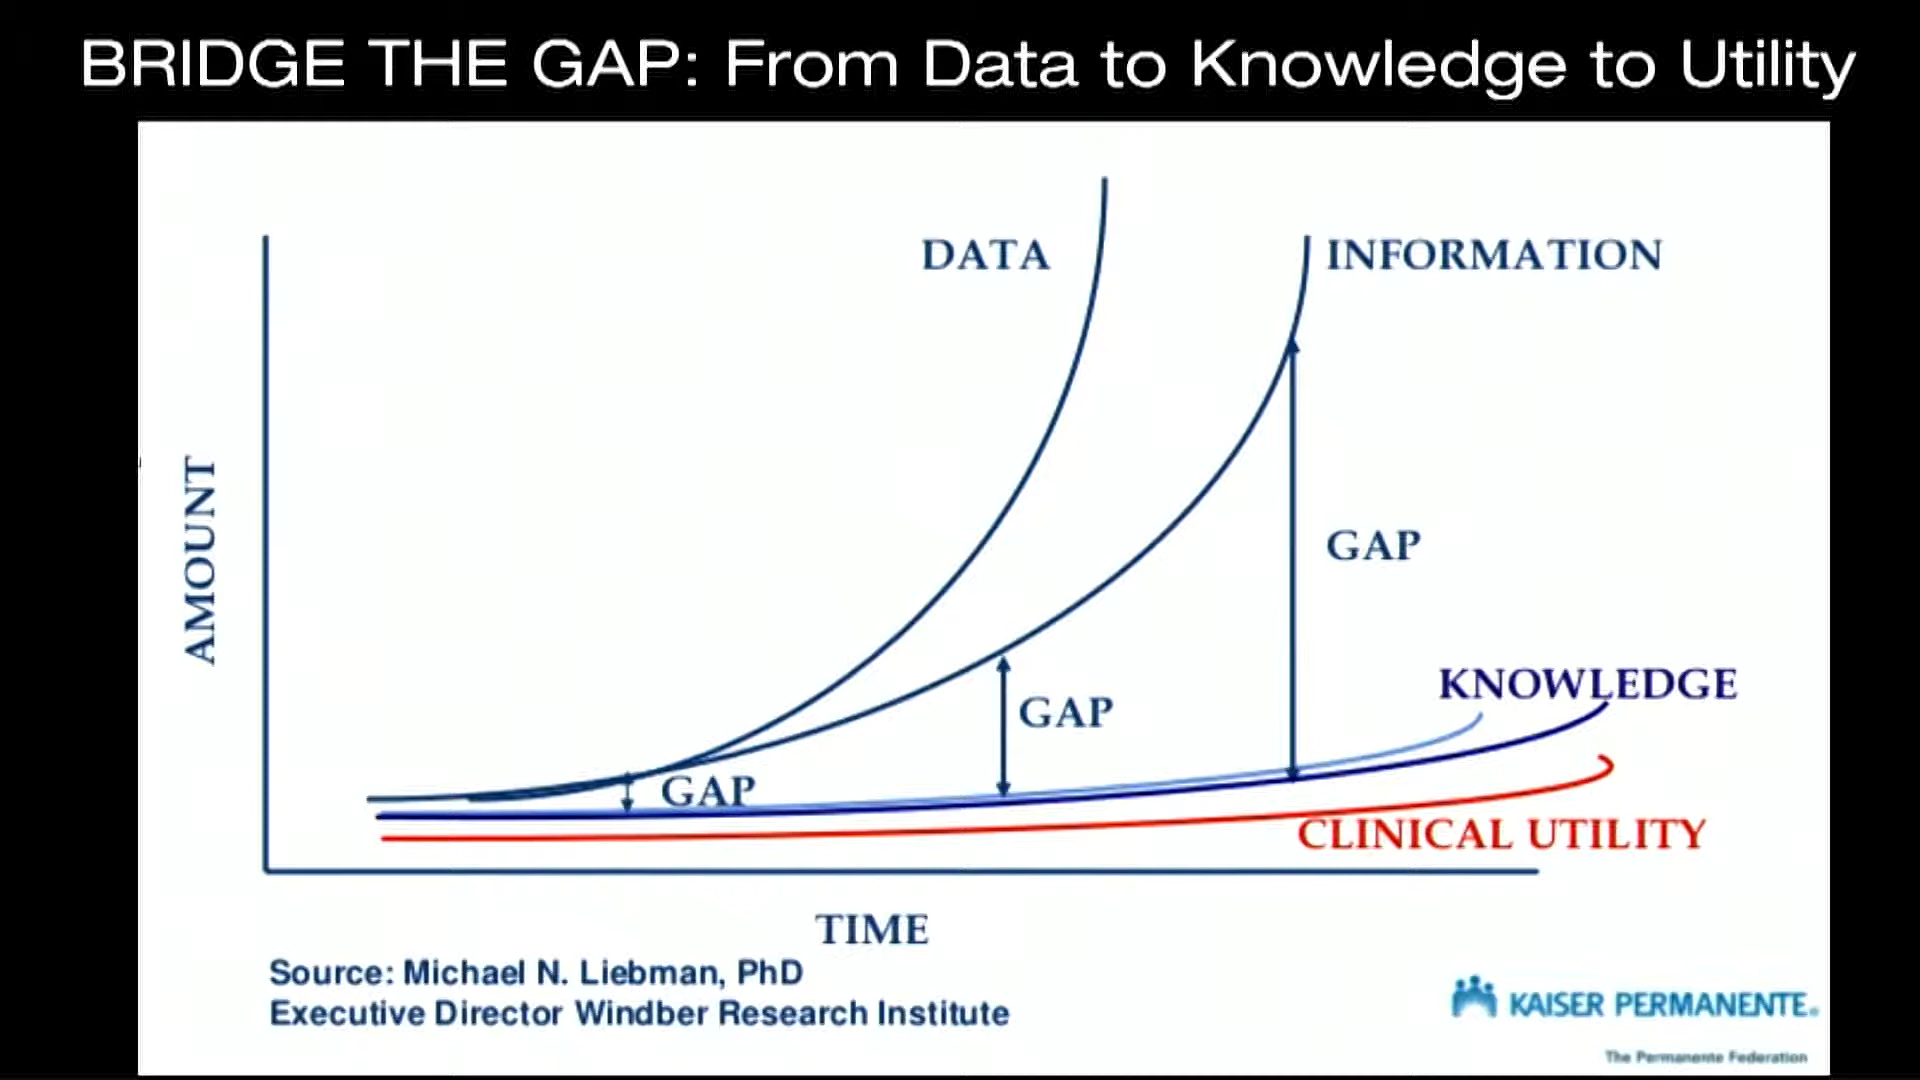 BRIDGE THE GAP: From Data to Knowledge to Utility
DATA
INFORMATION
AMOUNT
GAP
KNOWLEDGE
GAP
GAP
CLINICAL UTILITY
TIME
Source: Michael N. Liebman, PhD
Executive Director Windber Research Institute
KAISER PERMANENTE®
The Permanente Federation